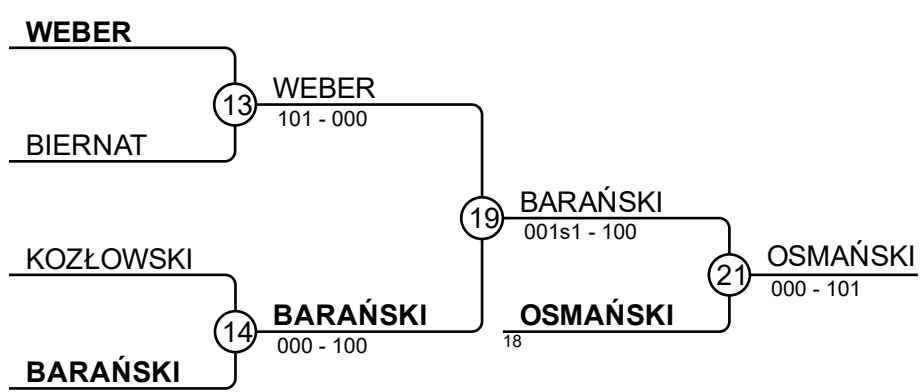 WEBER
13
WEBER
101 - 000
BIERNAT
19
BARAŃSKI
001s1 - 100
KOZŁOWSKI
21
OSMAŃSKI
000 - 101
14
BARAŃSKI
000 - 100
OSMAŃSKI
18
BARAŃSKI